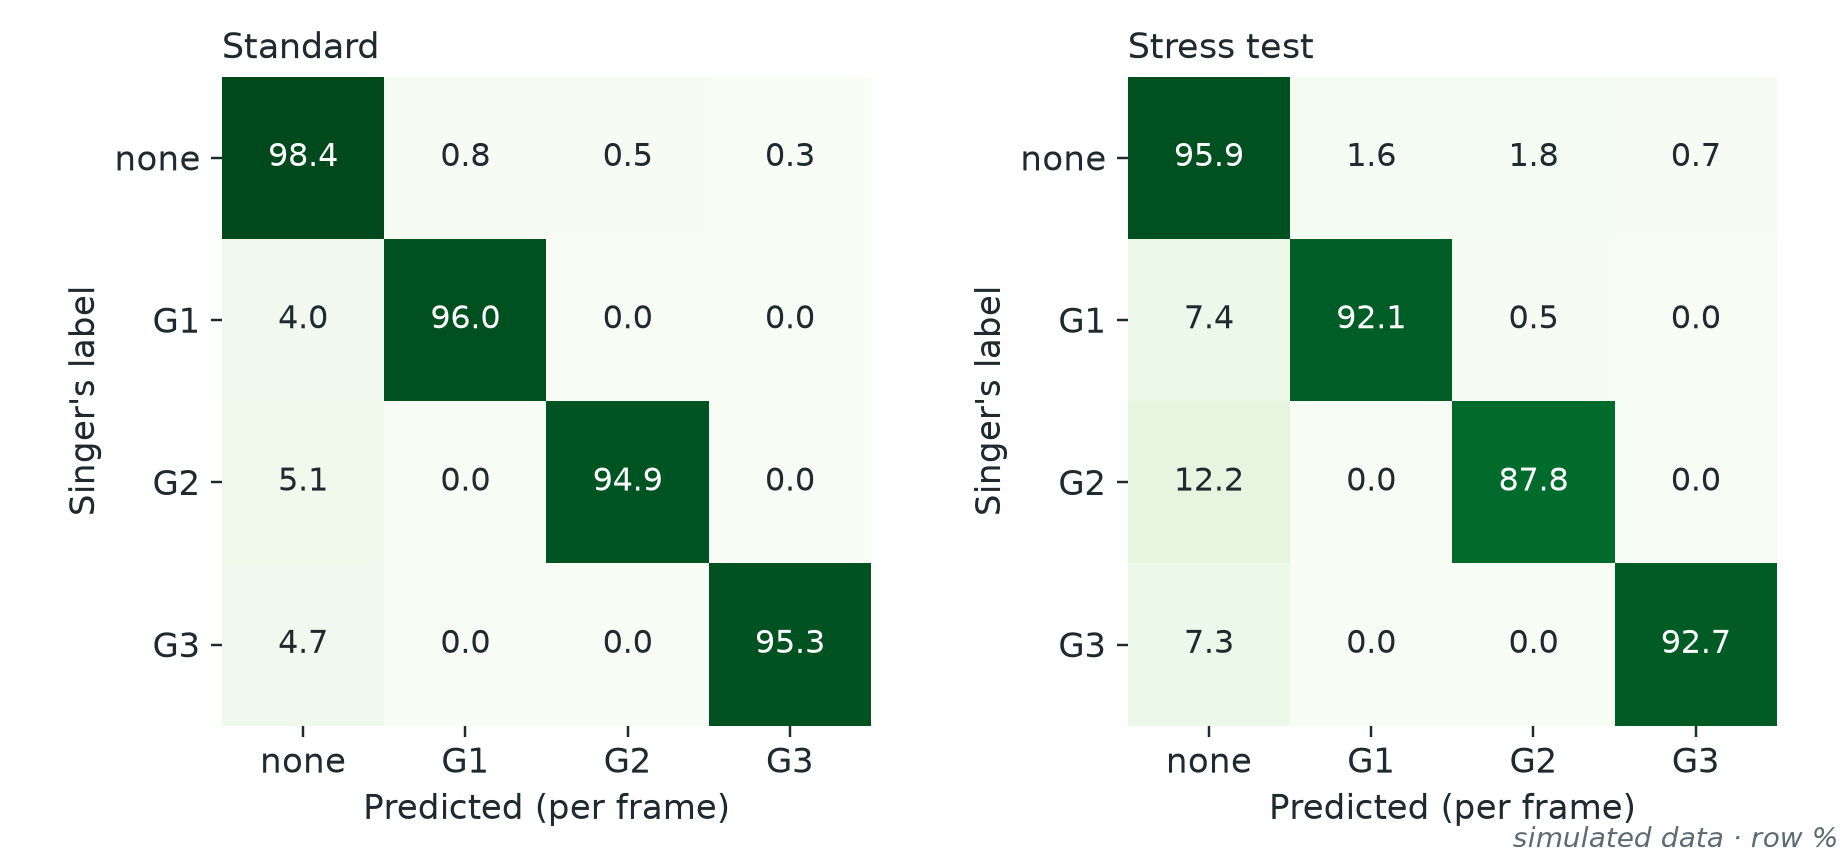 Standard
none 98.4 0.8 0.5 0.3
G1 4.0 96.0 0.0 0.0
G2 5.1 0.0 94.9 0.0
G3 4.7 0.0 0.0 95.3
none G1 G2 G3
Singer's label
Predicted (per frame)
Stress test
none 95.9 1.6 1.8 0.7
G1 7.4 92.1 0.5 0.0
G2 12.2 0.0 87.8 0.0
G3 7.3 0.0 0.0 92.7
none G1 G2 G3
Singer's label
Predicted (per frame)
simulated data · row %